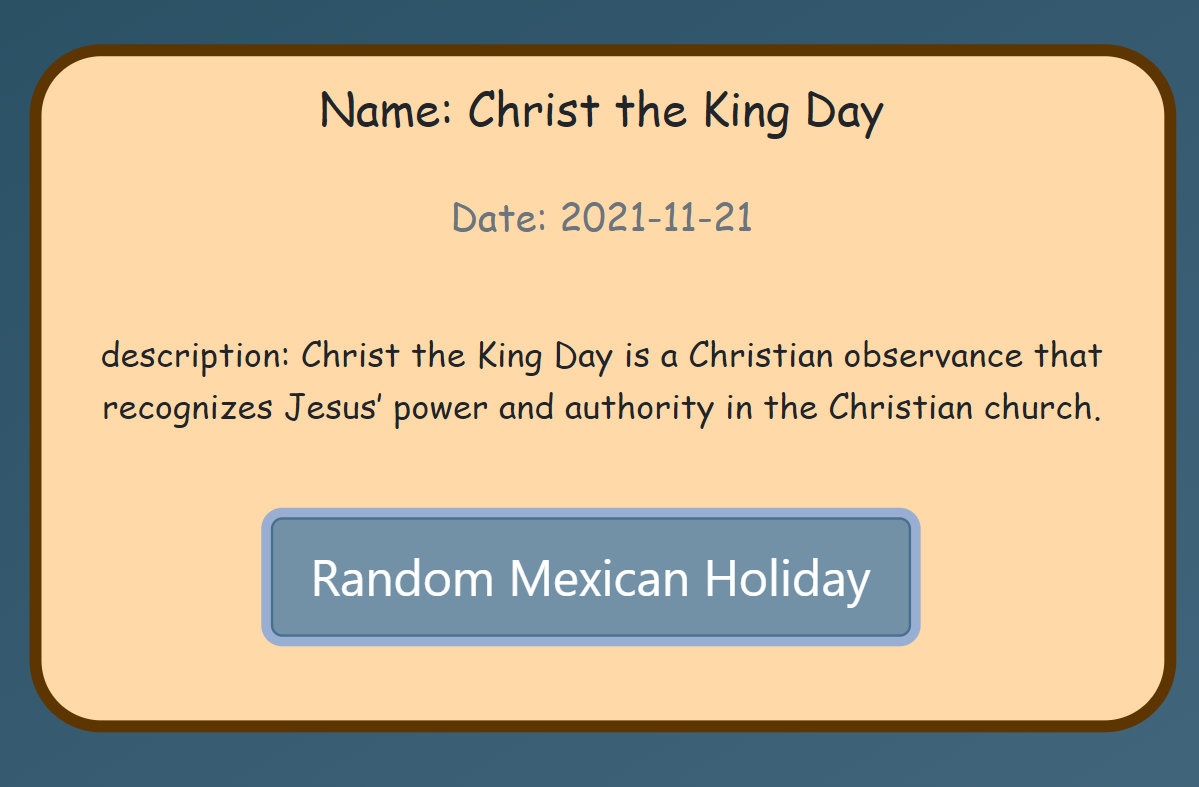 Name: Christ the King Day
Date: 2021-11-21
description: Christ the King Day is a Christian observance that
recognizes Jesus’ power and authority in the Christian church.
Random Mexican Holiday